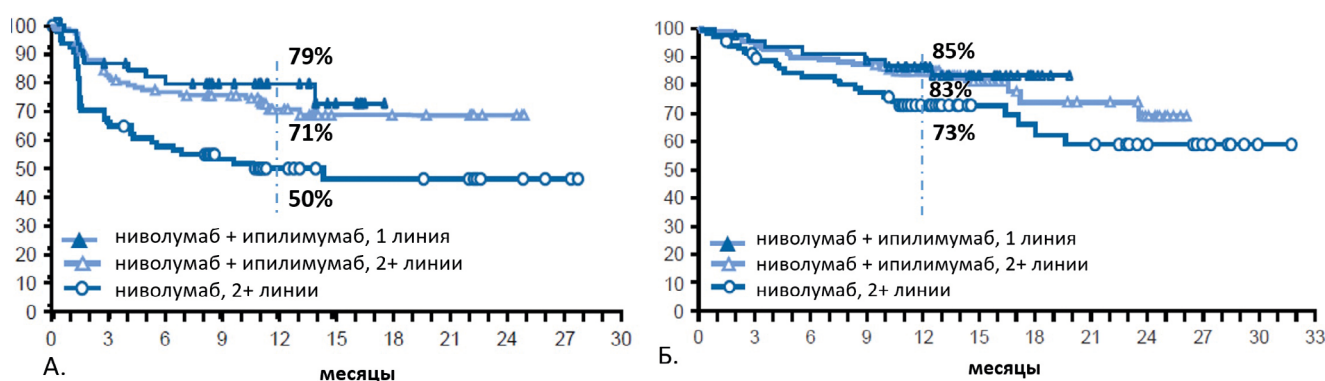 100
90
80
70
60
50
40
30
20
10
0
79%
71%
50%
ниволумаб + ипилимумаб, 1 линия
ниволумаб + ипилимумаб, 2+ линии
ниволумаб, 2+ линии
0 3 6 9 12 15 18 21 24 27 30
А.
месяцы
100
90
80
70
60
50
40
30
20
10
0
85%
83%
73%
ниволумаб + ипилимумаб, 1 линия
ниволумаб + ипилимумаб, 2+ линии
ниволумаб, 2+ линии
0 3 6 9 12 15 18 21 24 27 30 33
Б.
месяцы